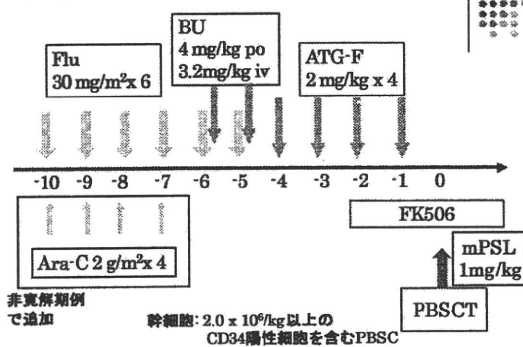 Flu
30 mg/m²x 6
BU
4 mg/kg po
3.2mg/kg iv
ATG-F
2 mg/kg x 4
-10 -9 -8 -7 -6 -5 -4 -3 -2 -1 0
FK506
Ara-C 2 g/m²x 4
mPSL
1mg/kg
PBSCT
非寛解期例
で追加
幹細胞: 2.0 x 10⁶/kg以上の
CD34陽性細胞を含むPBSC